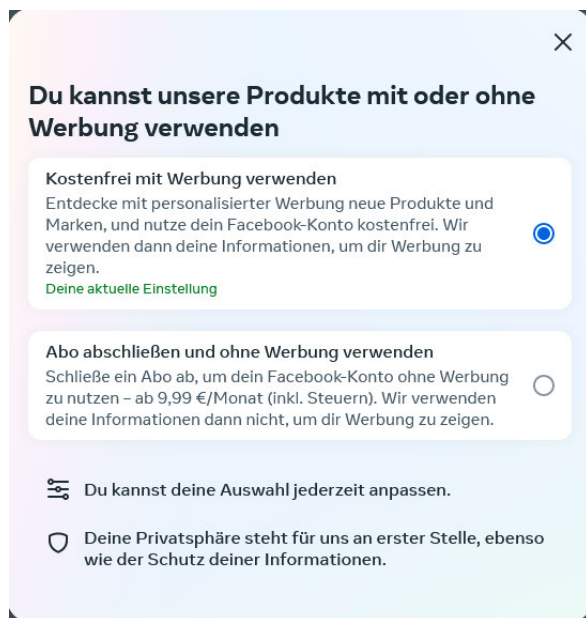 Du kannst unsere Produkte mit oder ohne
Werbung verwenden
Kostenfrei mit Werbung verwenden
Entdecke mit personalisierter Werbung neue Produkte und
Marken, und nutze dein Facebook-Konto kostenfrei. Wir
verwenden dann deine Informationen, um dir Werbung zu
zeigen.
Deine aktuelle Einstellung
Abo abschließen und ohne Werbung verwenden
Schließe ein Abo ab, um dein Facebook-Konto ohne Werbung
zu nutzen – ab 9,99 €/Monat (inkl. Steuern). Wir verwenden
deine Informationen dann nicht, um dir Werbung zu zeigen.
Du kannst deine Auswahl jederzeit anpassen.
Deine Privatsphäre steht für uns an erster Stelle, ebenso
wie der Schutz deiner Informationen.